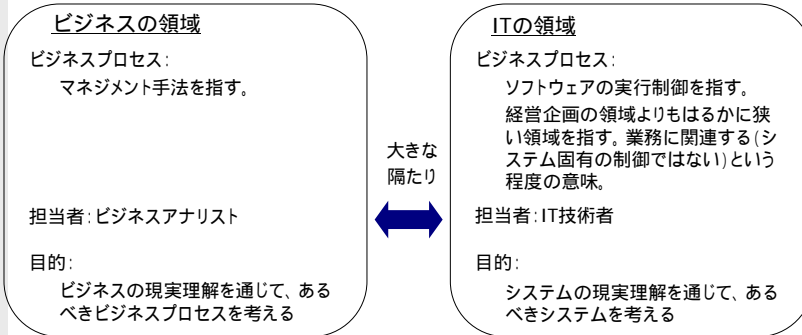 ビジネスの領域
ビジネスプロセス:
マネジメント手法を指す。
担当者:ビジネスアナリスト
目的:
ビジネスの現実理解を通じて、ある
べきビジネスプロセスを考える
大きな
隔たり
ITの領域
ビジネスプロセス:
ソフトウェアの実行制御を指す。
経営企画の領域よりもはるかに狭
い領域を指す。業務に関連する(シ
ステム固有の制御ではない)という
程度の意味。
担当者:IT技術者
目的:
システムの現実理解を通じて、ある
べきシステムを考える